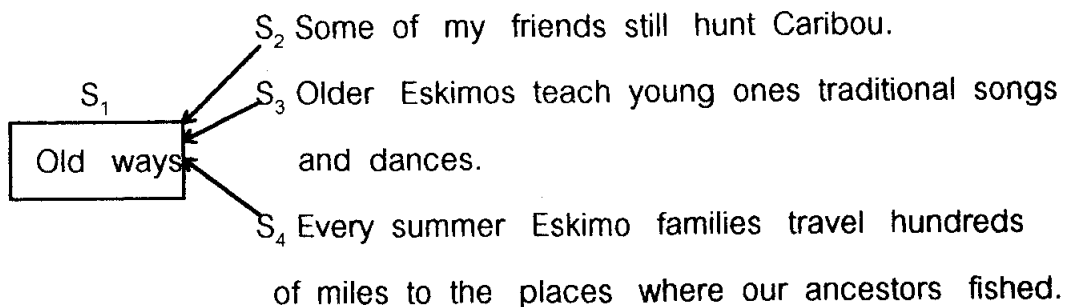 S₂ Some of my friends still hunt Caribou.
S₁
S₃ Older Eskimos teach young ones traditional songs
Old ways
and dances.
S₄ Every summer Eskimo families travel hundreds
of miles to the places where our ancestors fished.